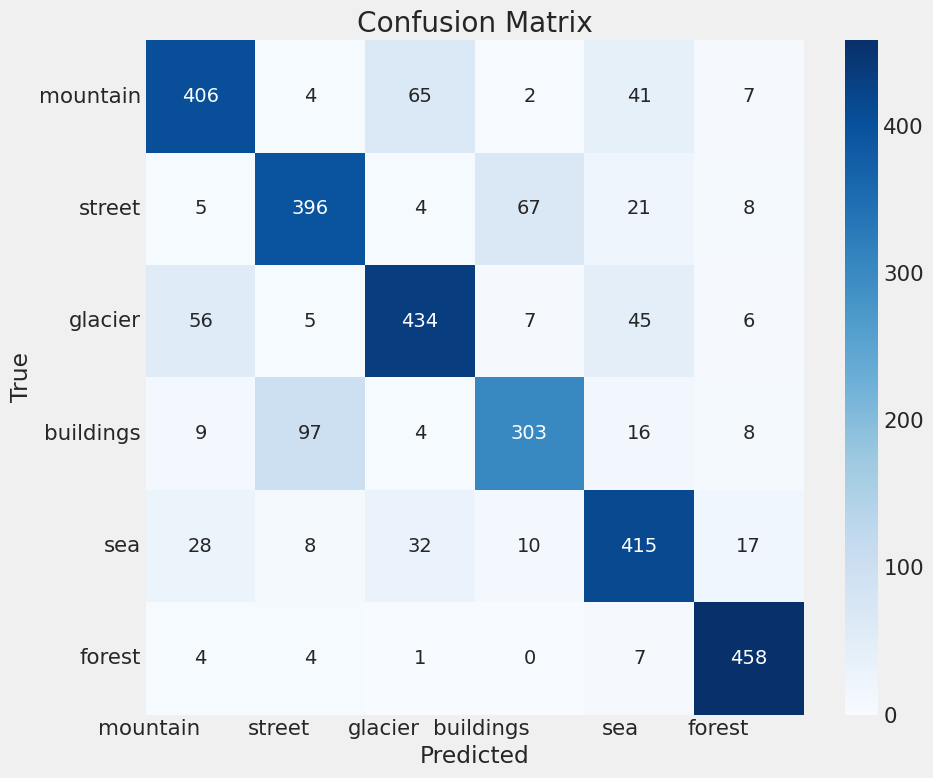 Confusion Matrix
mountain 406 4 65 2 41 7
street 5 396 4 67 21 8
glacier 56 5 434 7 45 6
buildings 9 97 4 303 16 8
sea 28 8 32 10 415 17
forest 4 4 1 0 7 458
mountain street glacier buildings sea forest
Predicted
True
400
300
200
100
0